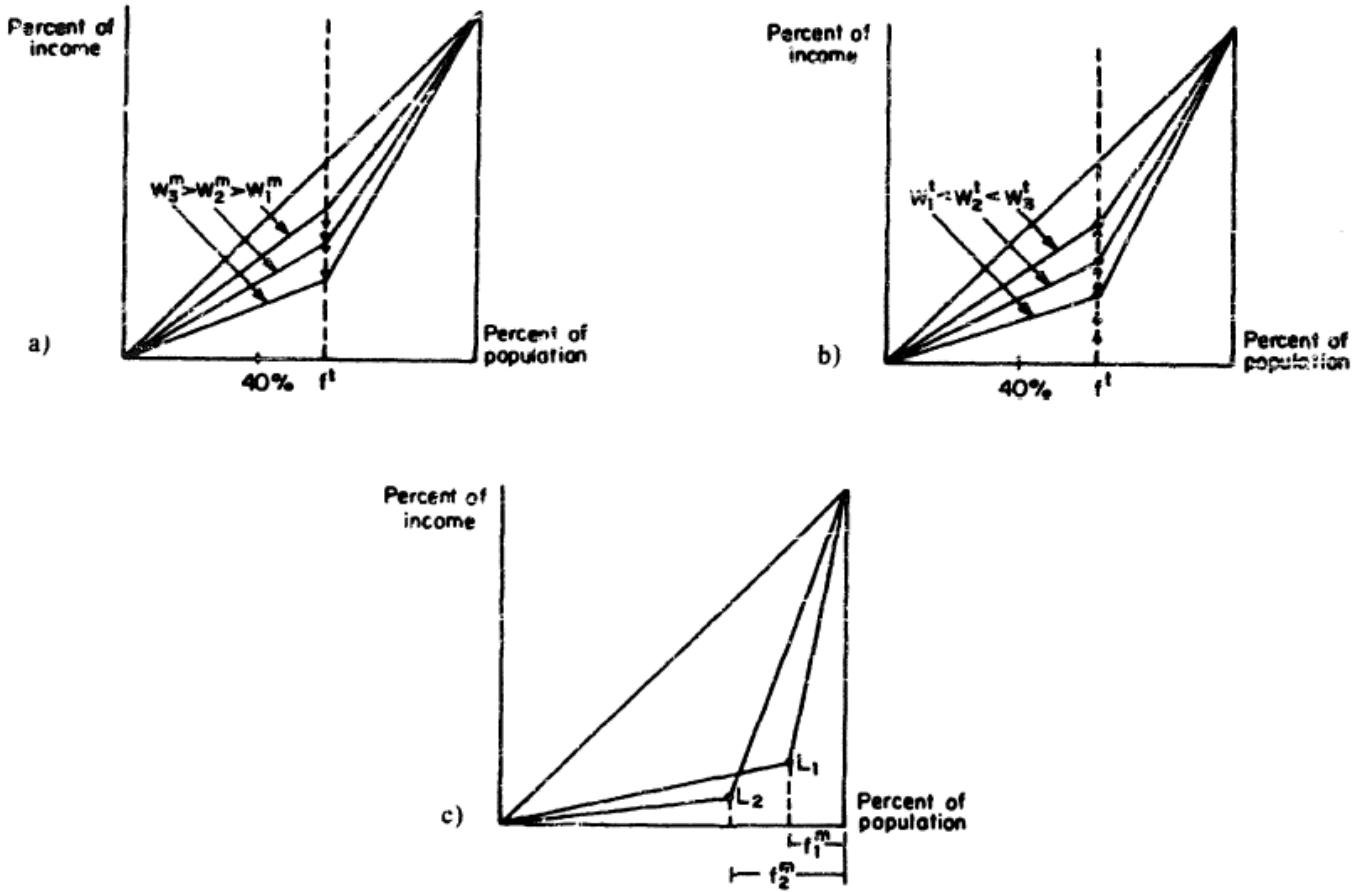 Percent of
income
W₃ᵐ>W₂ᵐ>W₁ᵐ
a)
40% fᵗ
Percent of
population
Percent of
income
W₁ᵗ<W₂ᵗ<W₃ᵗ
b)
40% fᵗ
Percent of
population
Percent of
income
L₁
L₂
c)
Percent of
population
f₁ᵐ
f₂ᵐ